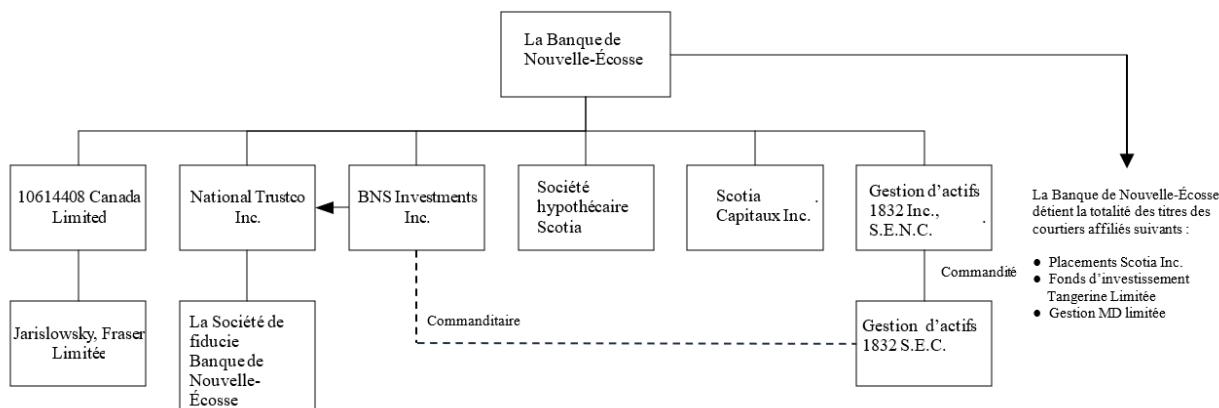 La Banque de
Nouvelle-Écosse
10614408 Canada
Limited
National Trustco
Inc.
BNS Investments
Inc.
Société
hypothécaire
Scotia
Scotia
Capitaux Inc.
Gestion d'actifs
1832 Inc.,
S.E.N.C.
La Banque de Nouvelle-Écosse
détient la totalité des titres des
courtiers affiliés suivants :
● Placements Scotia Inc.
● Fonds d'investissement
Tangerine Limitée
● Gestion MD limitée
Commandité
Jarislowsky, Fraser
Limitée
La Société de
fiducie
Banque de
Nouvelle-
Écosse
Commanditaire
Gestion d'actifs
1832 S.E.C.